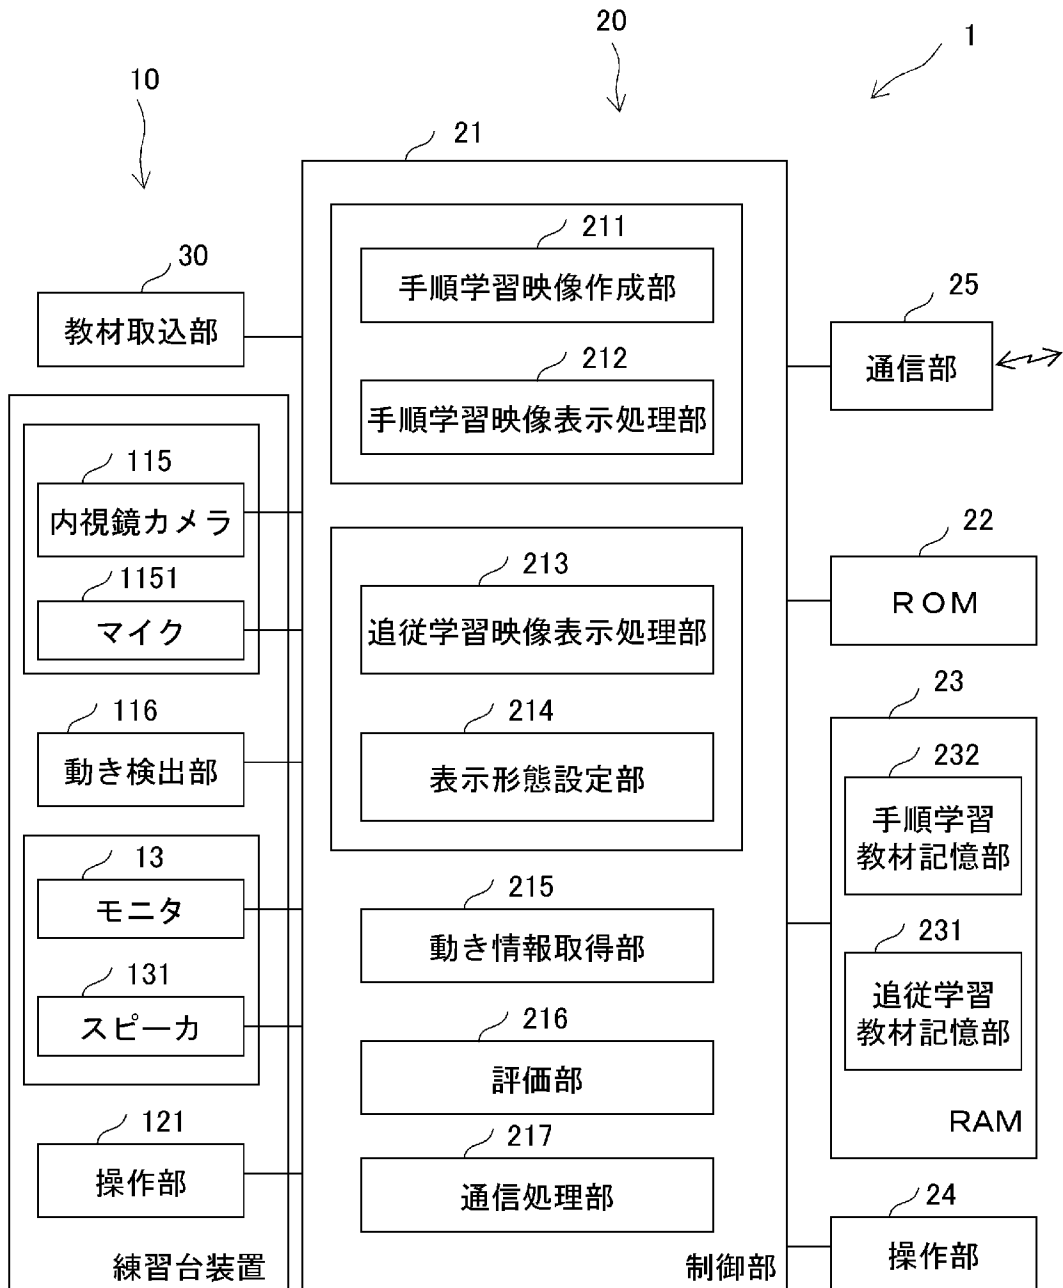 20
1
10
21
211
手順学習映像作成部
30
教材取込部
25
通信部
212
手順学習映像表示処理部
115
内視鏡カメラ
1151
マイク
213
追従学習映像表示処理部
22
ROM
116
動き検出部
214
表示形態設定部
23
232
手順学習
教材記憶部
13
モニタ
215
動き情報取得部
231
追従学習
教材記憶部
131
スピーカ
216
評価部
RAM
121
操作部
217
通信処理部
24
操作部
練習台装置
制御部